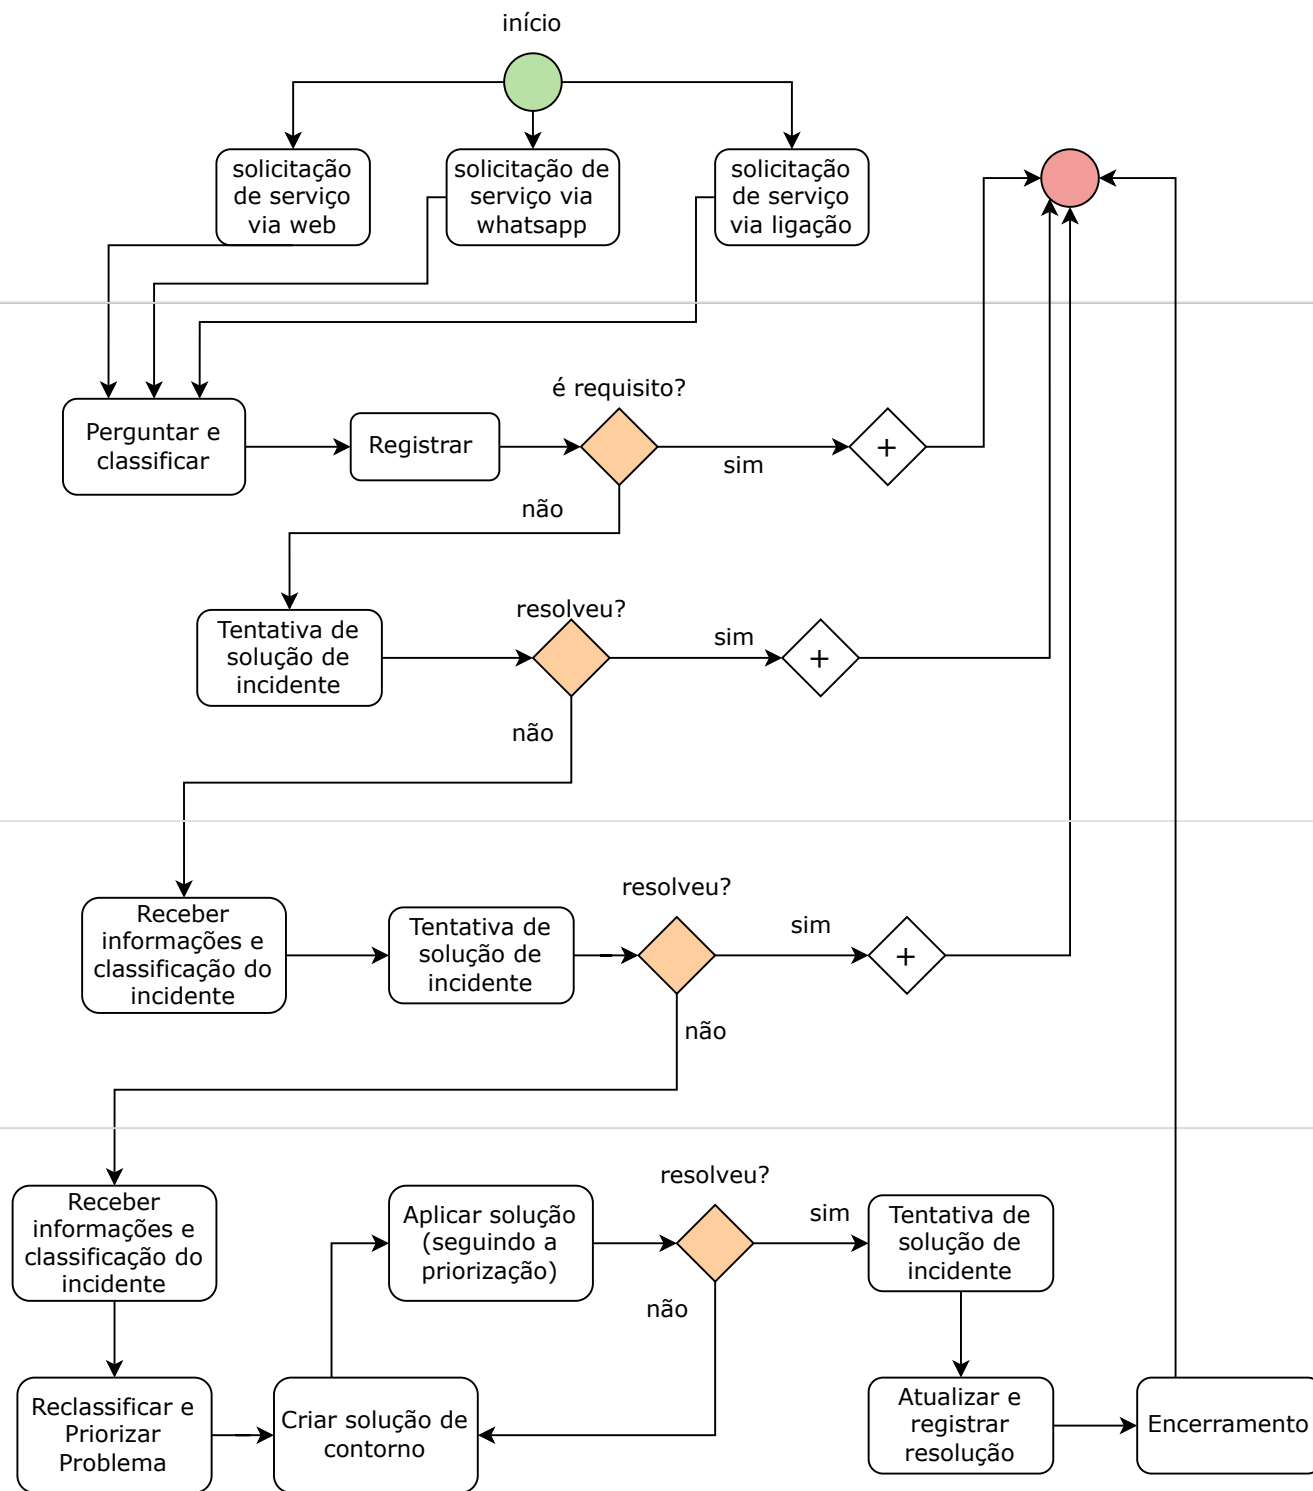 início
solicitação
de serviço
via web
solicitação de
serviço via
whatsapp
solicitação
de serviço
via ligação
é requisito?
Perguntar e
classificar
Registrar
+
sim
não
resolveu?
Tentativa de
solução de
incidente
sim
+
não
resolveu?
Receber
informações e
classificação do
incidente
Tentativa de
solução de
incidente
sim
+
não
resolveu?
Receber
informações e
classificação do
incidente
Aplicar solução
(seguindo a
priorização)
sim
Tentativa de
solução de
incidente
não
Reclassificar e
Priorizar
Problema
Criar solução de
contorno
Atualizar e
registrar
resolução
Encerramento